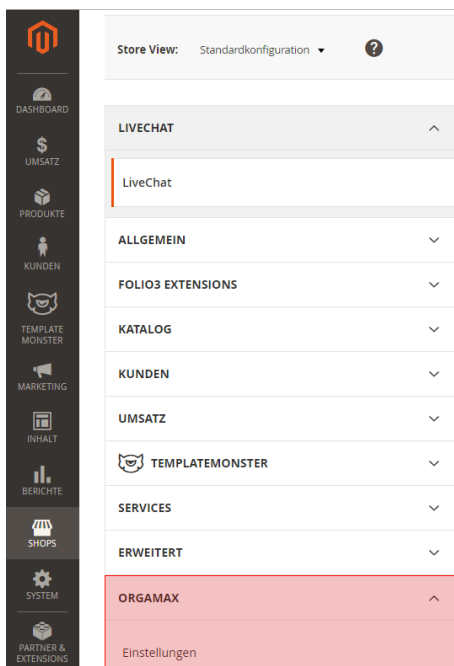 Store View: Standardkonfiguration
DASHBOARD
UMSATZ
PRODUKTE
KUNDEN
TEMPLATE
MONSTER
MARKETING
INHALT
BERICHTE
SHOPS
SYSTEM
PARTNER &
EXTENSIONS
LIVECHAT
LiveChat
ALLGEMEIN
FOLIO3 EXTENSIONS
KATALOG
KUNDEN
UMSATZ
TEMPLATEMONSTER
SERVICES
ERWEITERT
ORGAMAX
Einstellungen